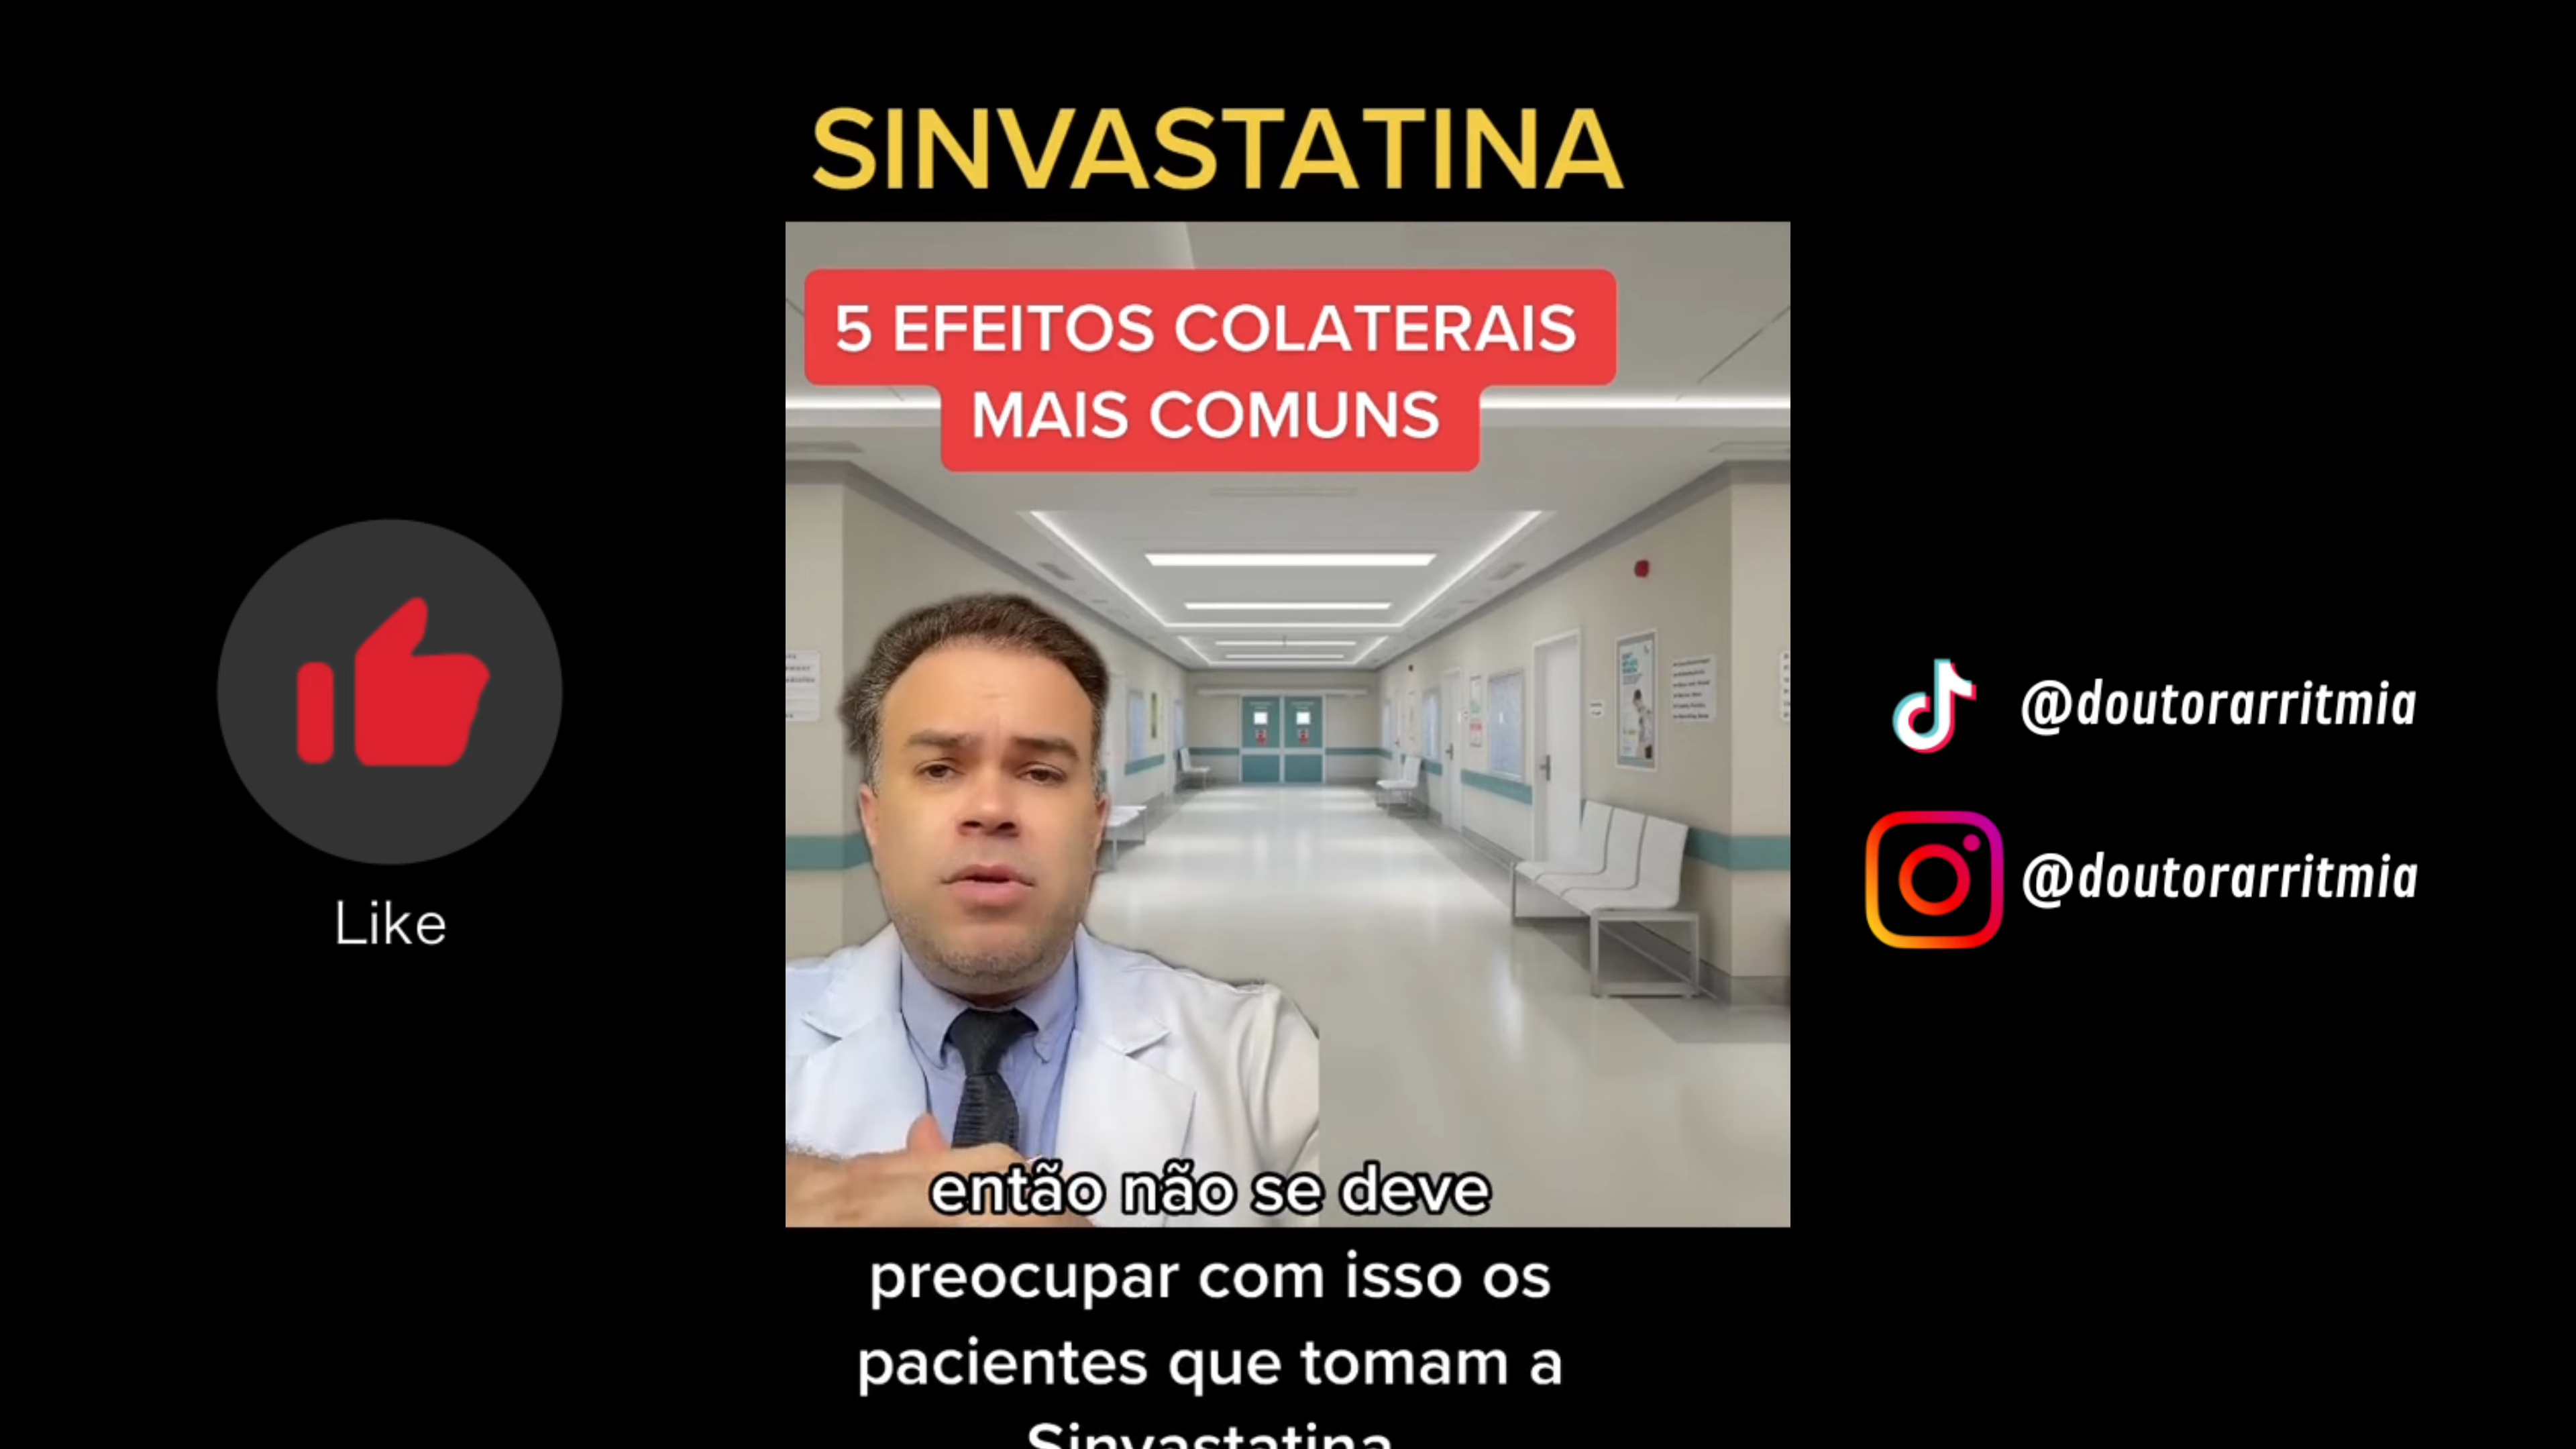 SINVASTATINA
5 EFEITOS COLATERAIS
MAIS COMUNS
Like
@doutorarritmia
@doutorarritmia
então não se deve
preocupar com isso os
pacientes que tomam a
Sinvastatina